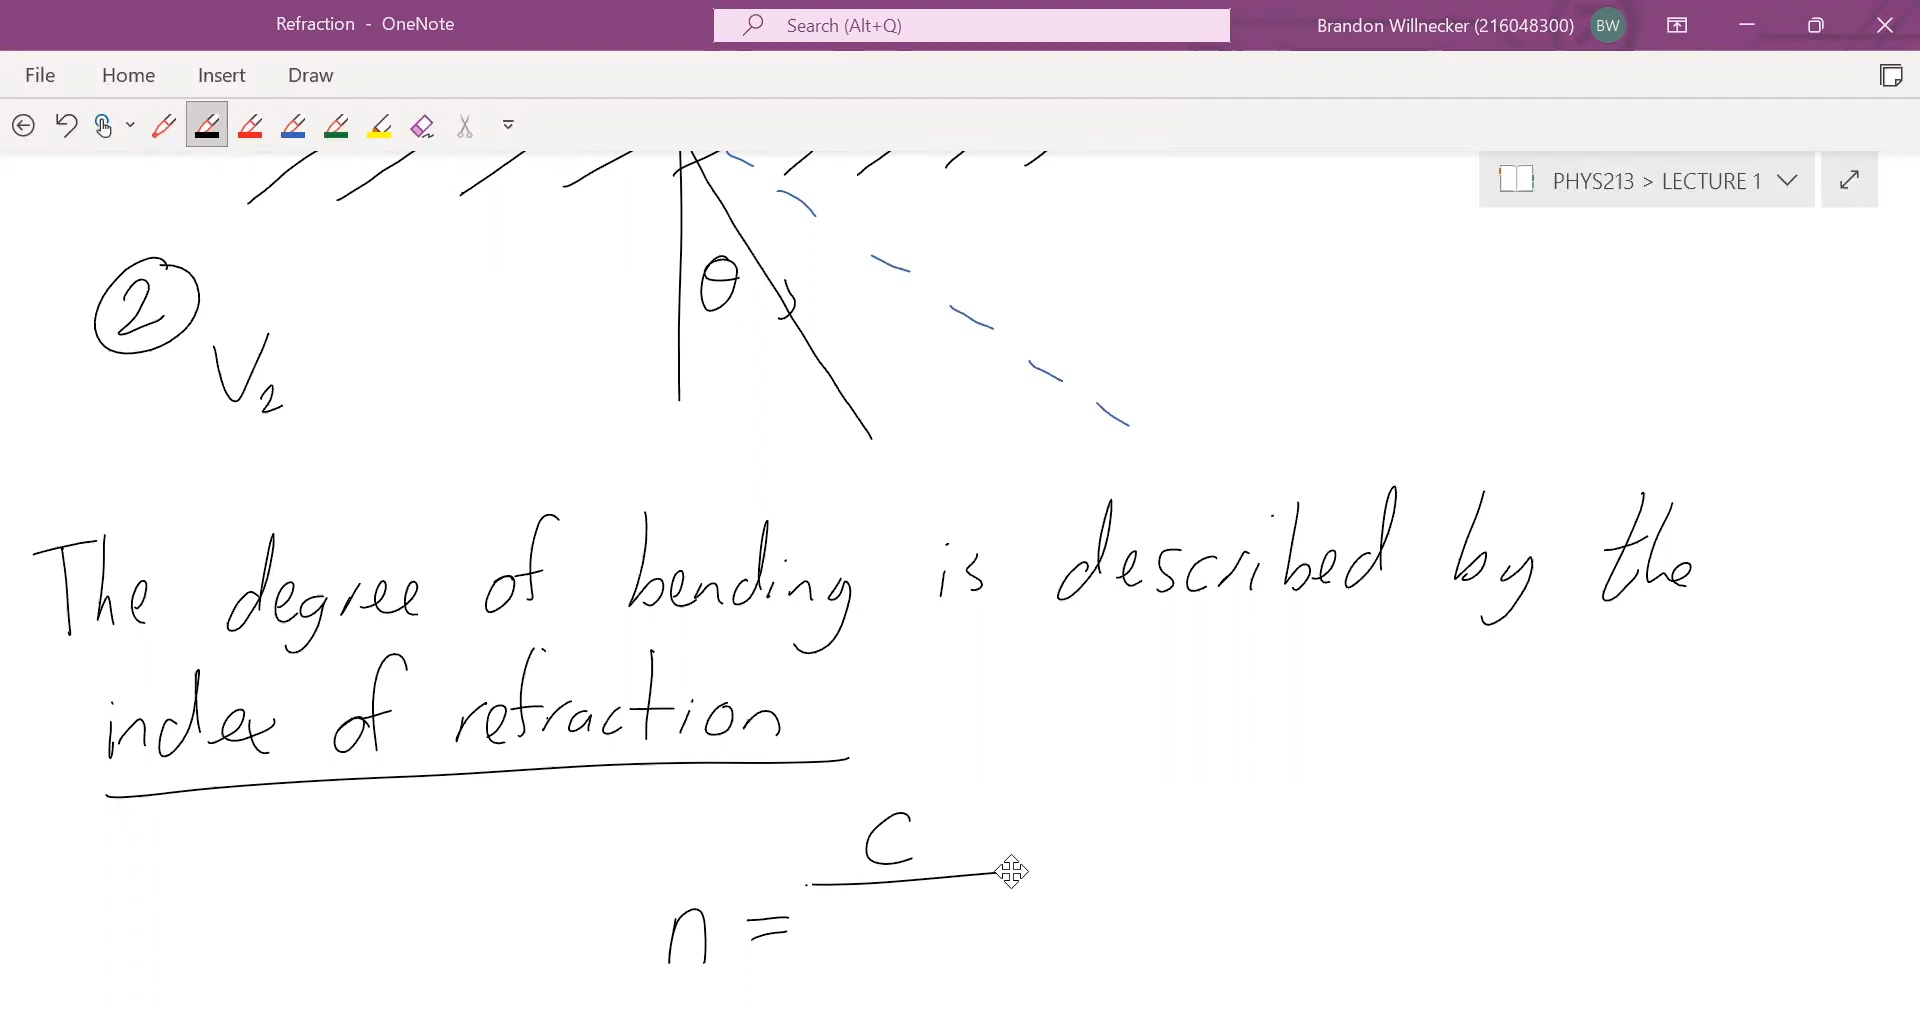 Refraction - OneNote
Search (Alt+Q)
Brandon Willnecker (216048300)
BW
File Home Insert Draw
PHYS213 > LECTURE 1
θ
2
V2
The degree of bending is described by the
index of refraction
C
n =